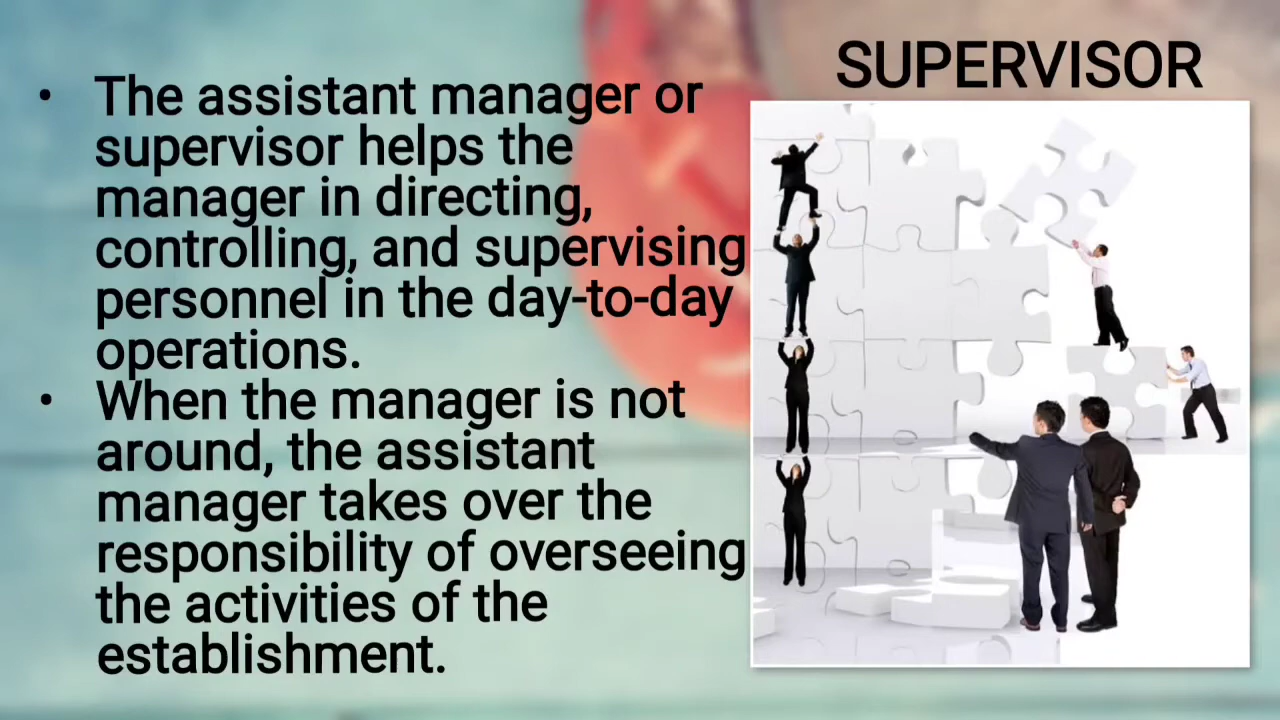 SUPERVISOR
• The assistant manager or
supervisor helps the
manager in directing,
controlling, and supervising
personnel in the day-to-day
operations.
• When the manager is not
around, the assistant
manager takes over the
responsibility of overseeing
the activities of the
establishment.